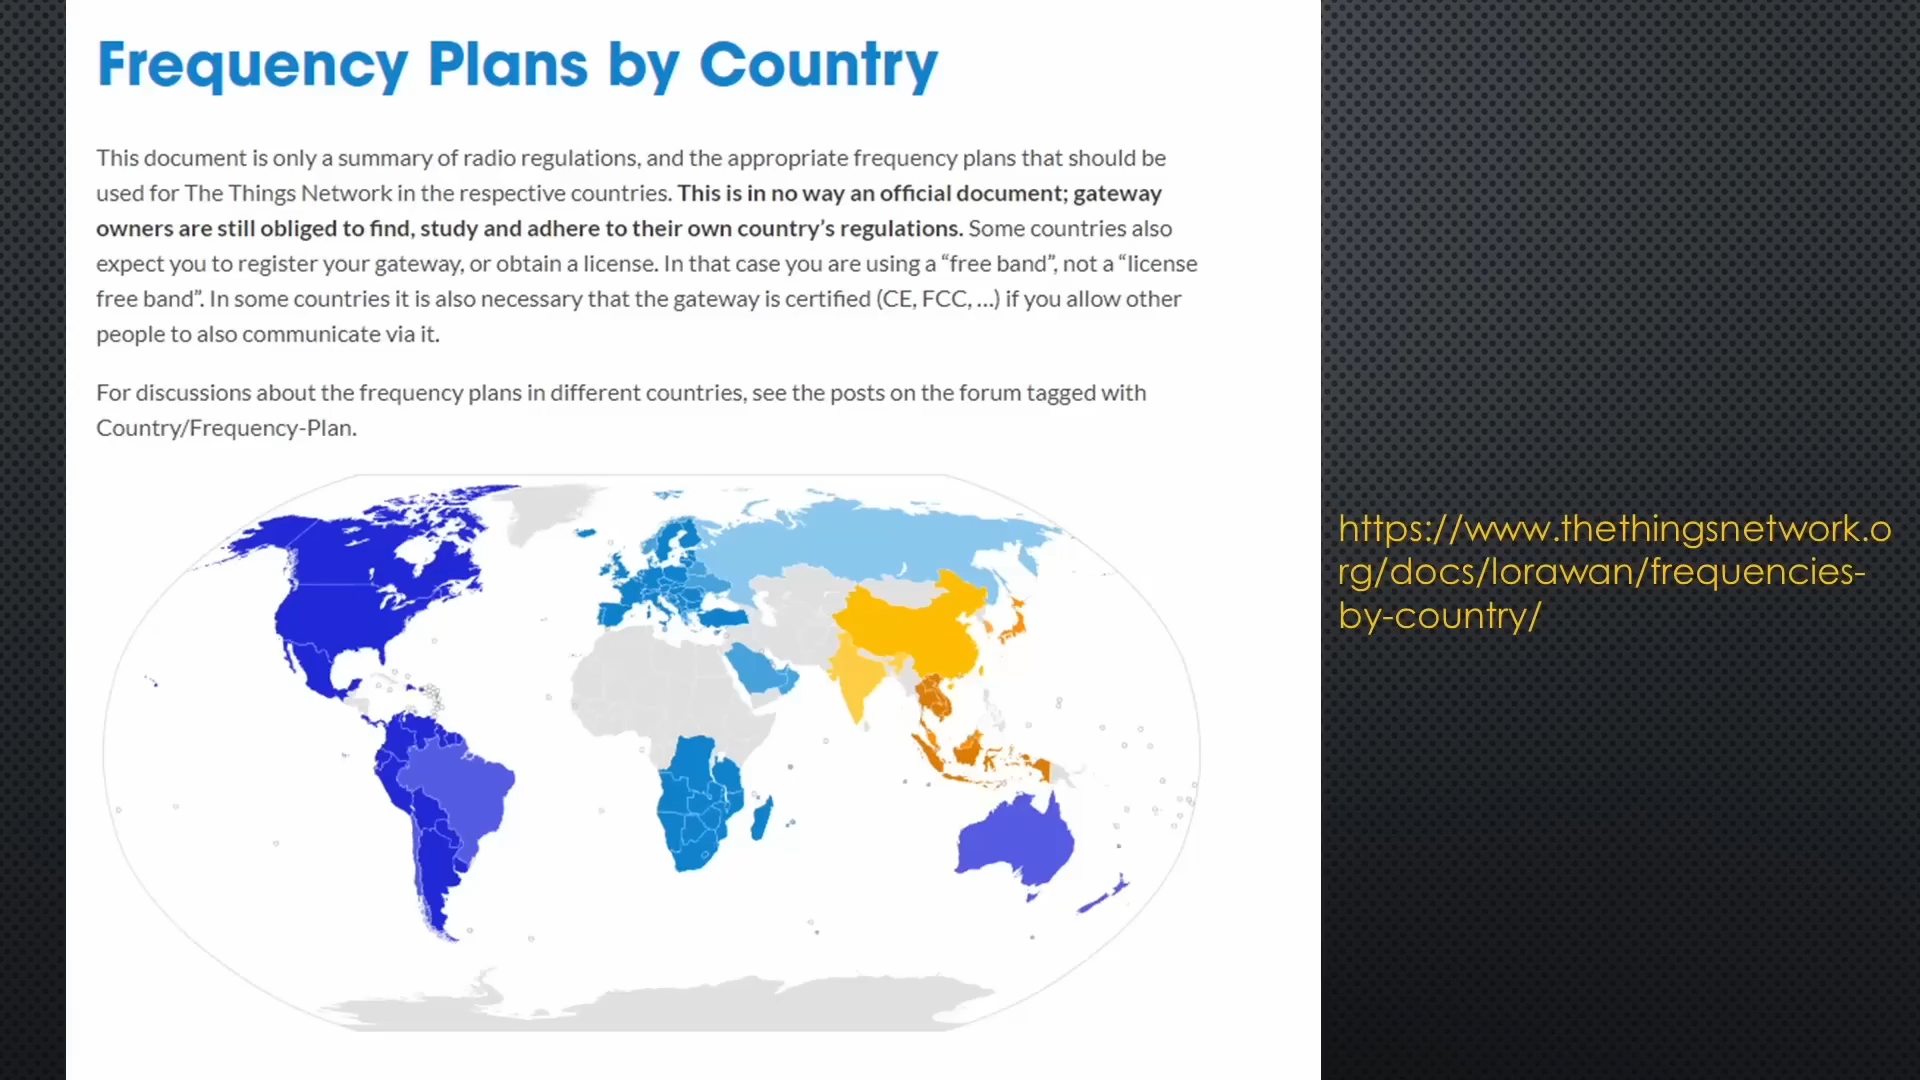 Frequency Plans by Country
This document is only a summary of radio regulations, and the appropriate frequency plans that should be
used for The Things Network in the respective countries. This is in no way an official document; gateway
owners are still obliged to find, study and adhere to their own country’s regulations. Some countries also
expect you to register your gateway, or obtain a license. In that case you are using a “free band”, not a “license
free band”. In some countries it is also necessary that the gateway is certified (CE, FCC, …) if you allow other
people to also communicate via it.
For discussions about the frequency plans in different countries, see the posts on the forum tagged with
Country/Frequency-Plan.
https://www.thethingsnetwork.o
rg/docs/lorawan/frequencies-
by-country/